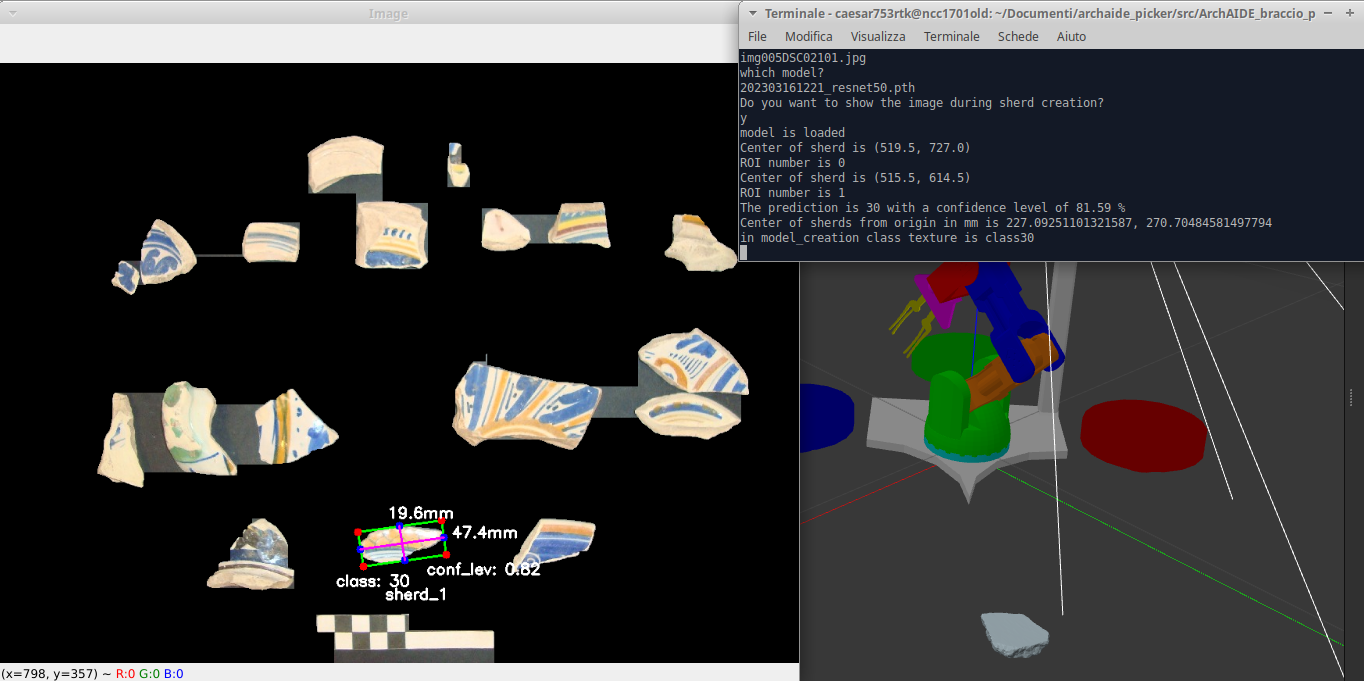 Image
Terminale - caesar753rtk@ncc1701old: ~/Documenti/archaide_picker/src/ArchAIDE_braccio_p
File Modifica Visualizza Terminale Schede Aiuto
img005DSC02101.jpg
which model?
202303161221_resnet50.pth
Do you want to show the image during sherd creation?
y
model is loaded
Center of sherd is (519.5, 727.0)
ROI number is 0
Center of sherd is (515.5, 614.5)
ROI number is 1
The prediction is 30 with a confidence level of 81.59 %
Center of sherds from origin in mm is 227.09251101321587, 270.70484581497794
in model_creation class texture is class30
19.6mm
47.4mm
conf_lev: 0.82
class: 30
sherd_1
(x=798, y=357) ~ R:0 G:0 B:0